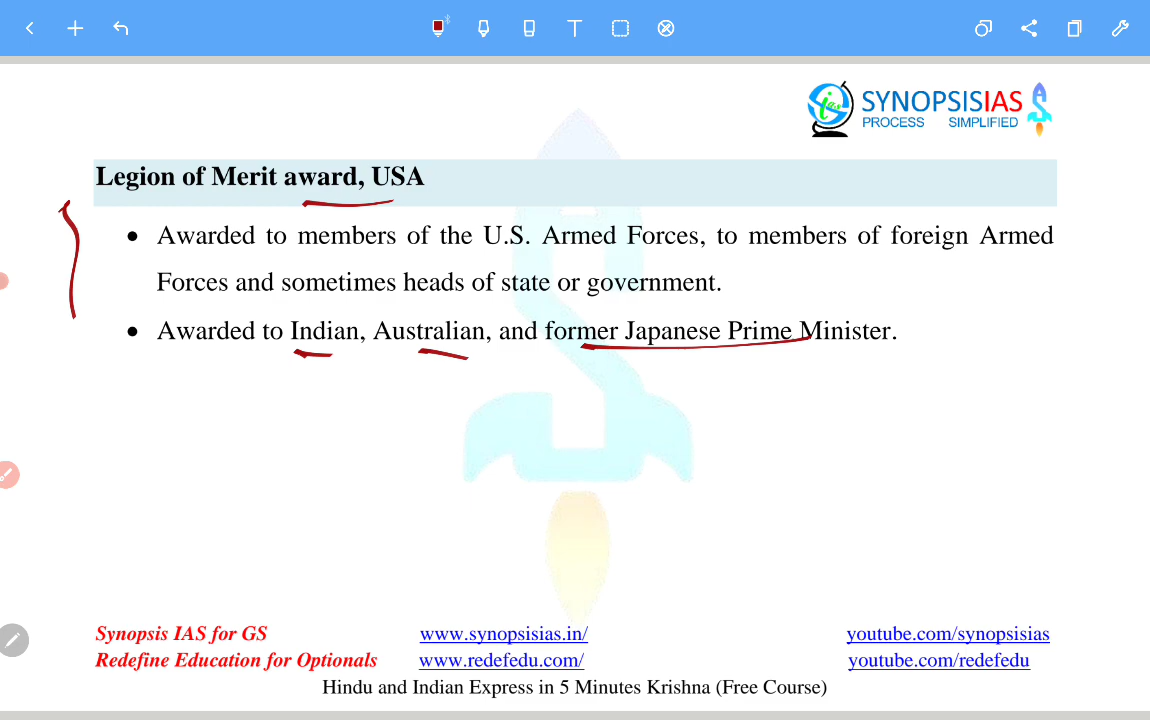 SYNOPSISIAS
PROCESS SIMPLIFIED
Legion of Merit award, USA
• Awarded to members of the U.S. Armed Forces, to members of foreign Armed
Forces and sometimes heads of state or government.
• Awarded to Indian, Australian, and former Japanese Prime Minister.
Synopsis IAS for GS www.synopsisias.in/ youtube.com/synopsisias
Redefine Education for Optionals www.redefedu.com/ youtube.com/redefedu
Hindu and Indian Express in 5 Minutes Krishna (Free Course)